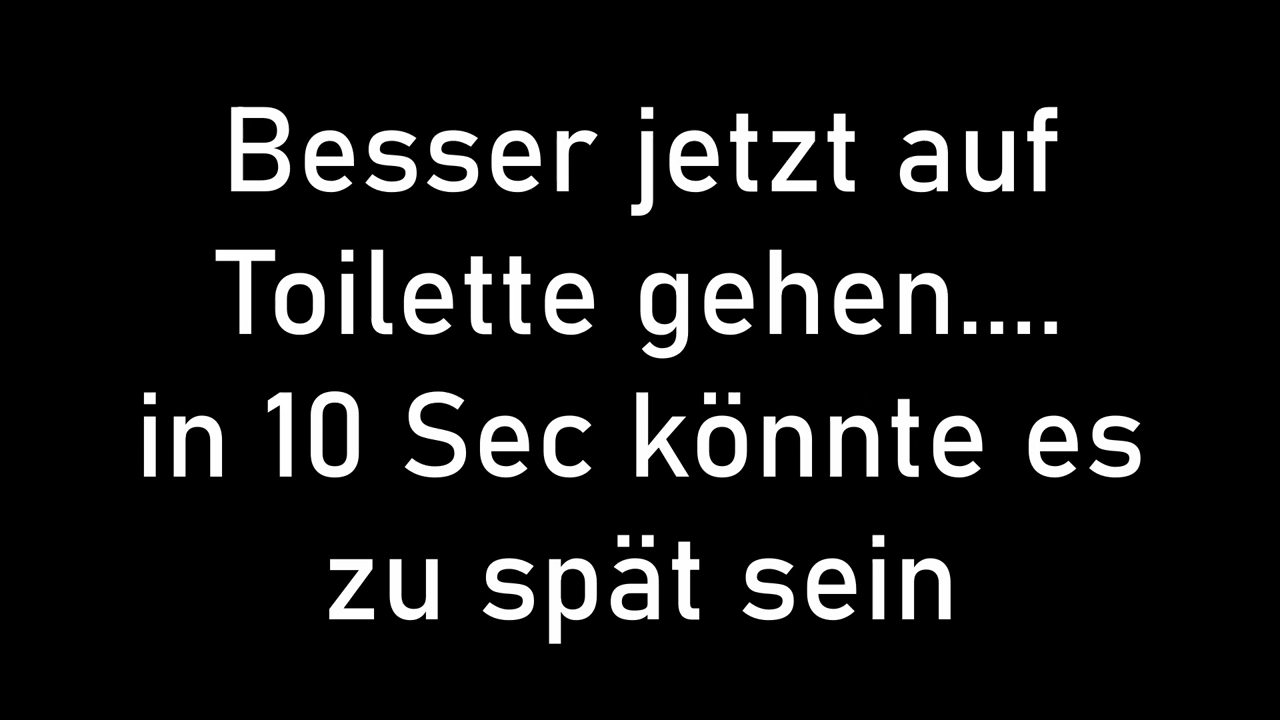 Besser jetzt auf
Toilette gehen....
in 10 Sec könnte es
zu spät sein